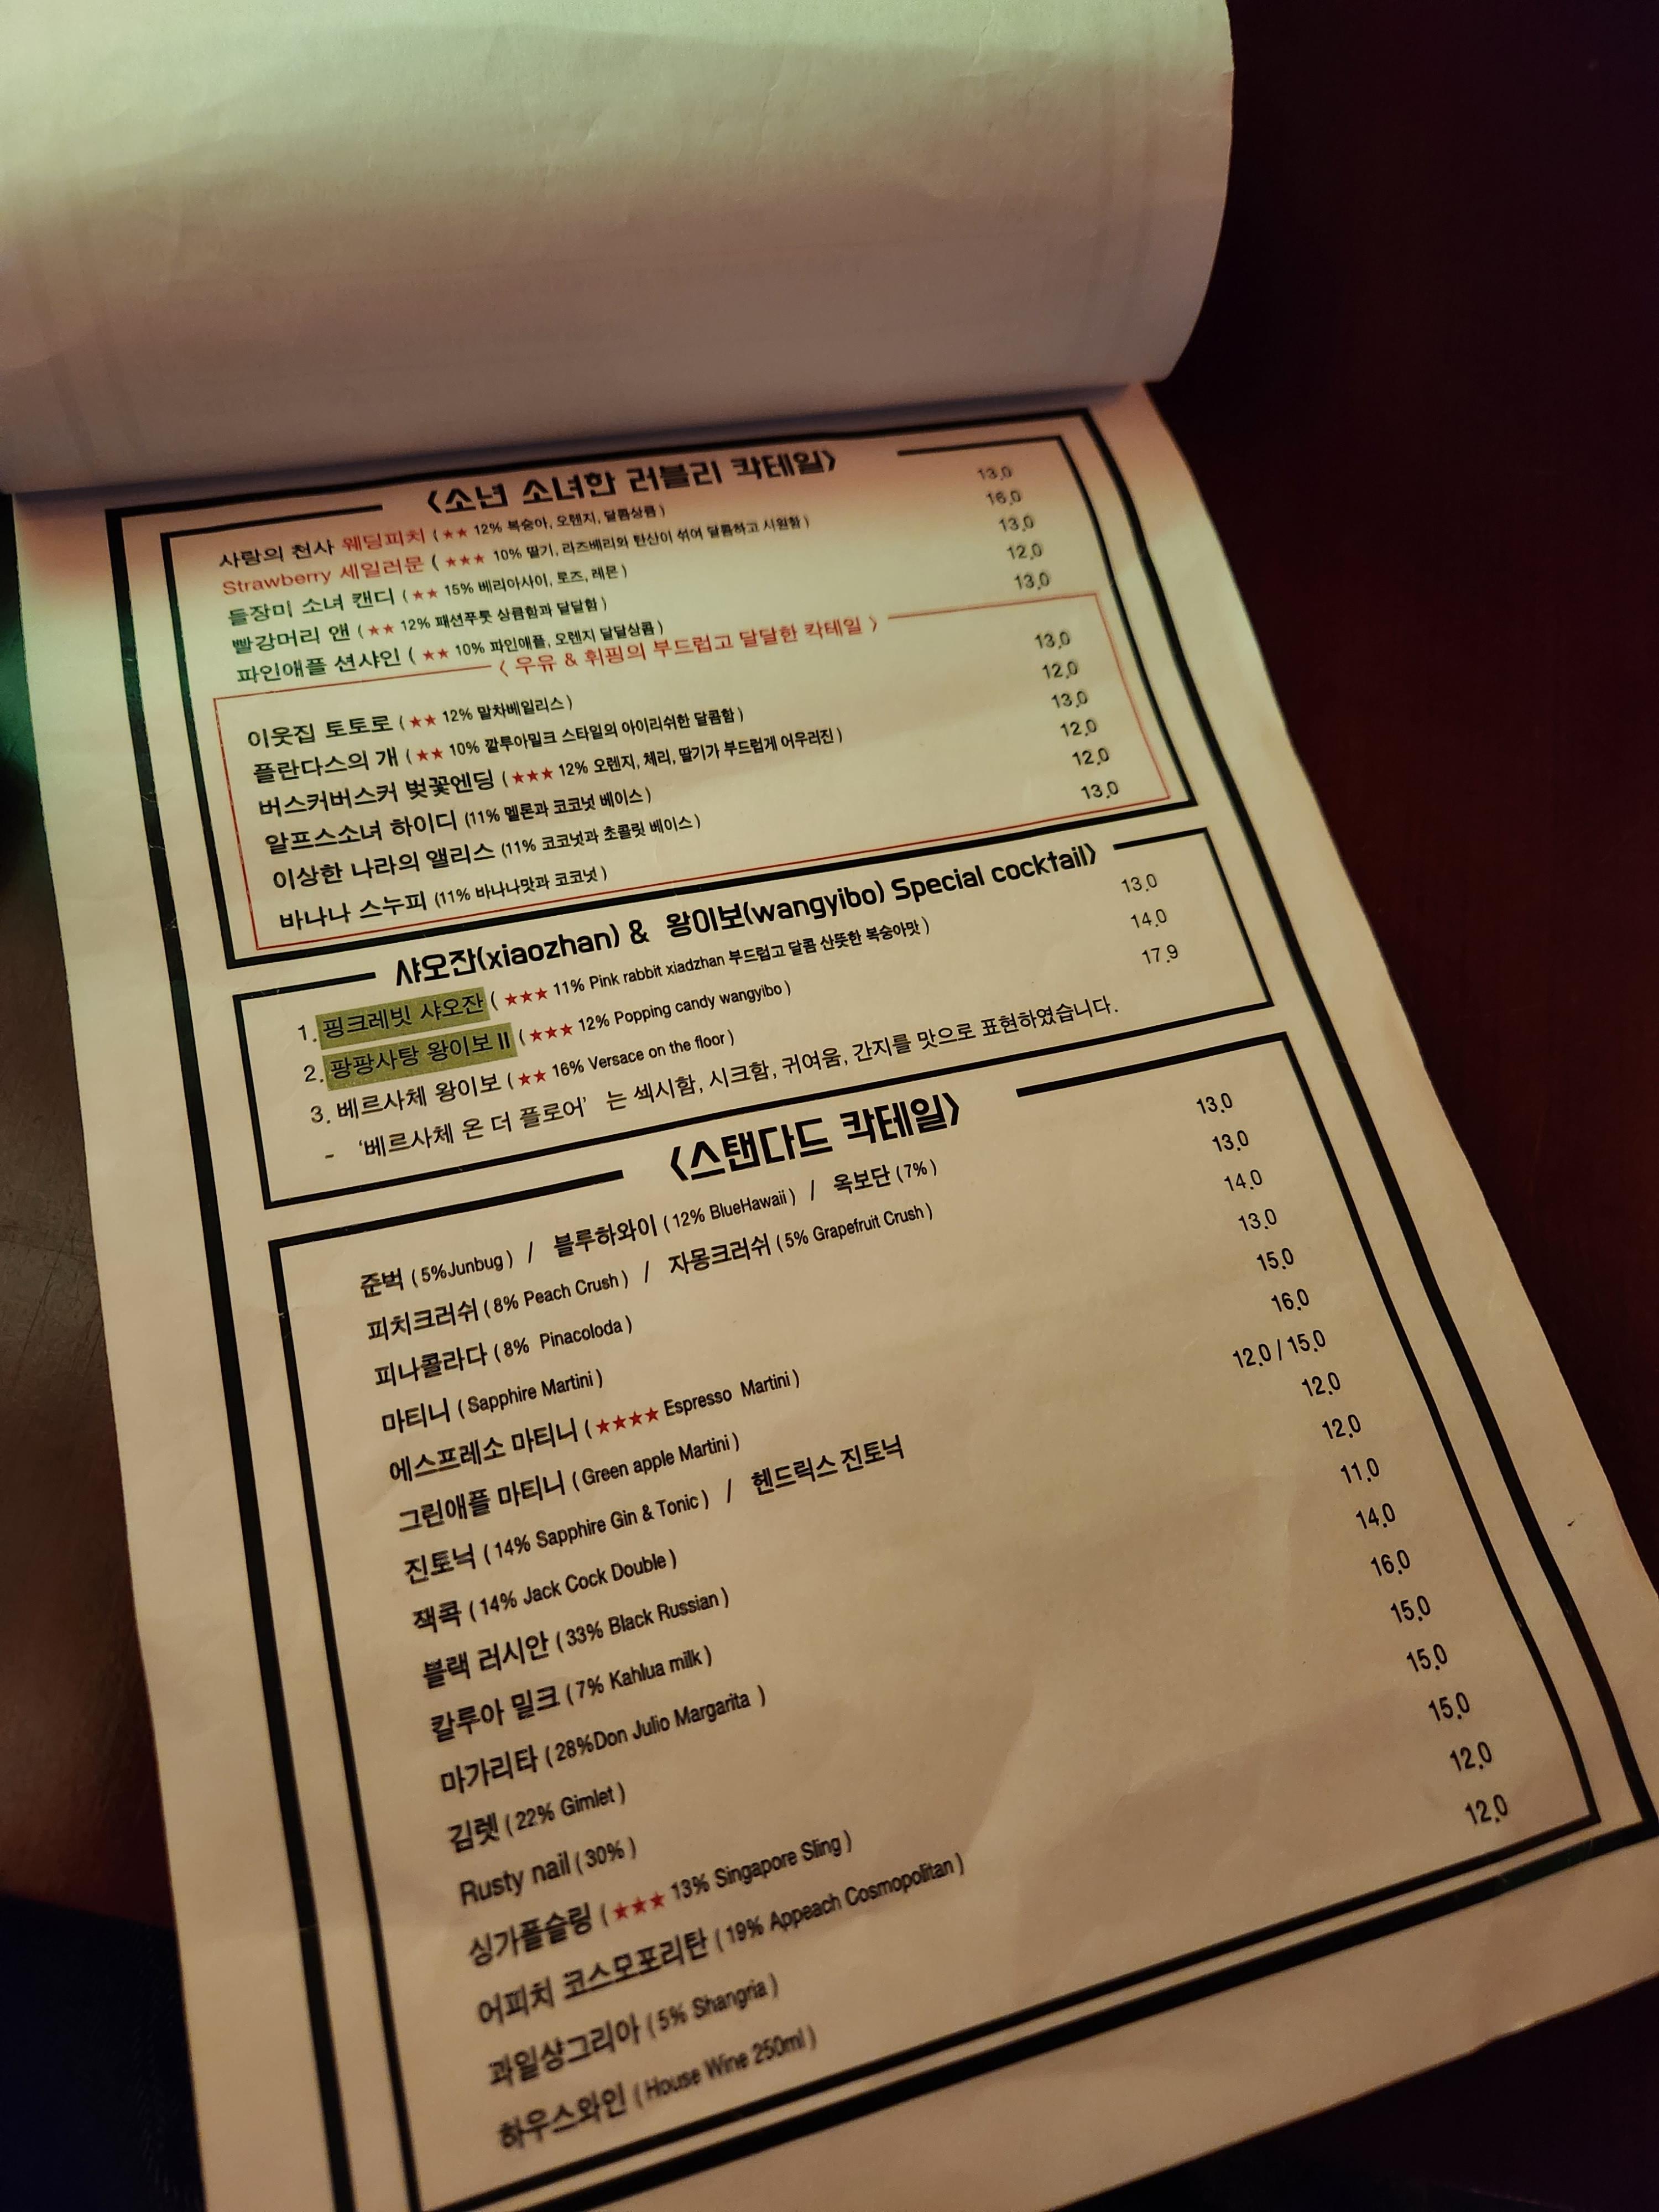 〈소년 소녀한 러블리 칵테일〉
사랑의 천사 웨딩피치 ( ★★ 12% 복숭아, 오렌지, 달콤상큼 ) 13.0
Strawberry 세일러문 ( ★★★ 10% 딸기, 라즈베리와 탄산이 섞여 달콤하고 시원함 ) 16.0
들장미 소녀 캔디 ( ★★ 15% 베리아사이, 로즈, 레몬 ) 13.0
빨강머리 앤 ( ★★ 12% 패션푸룻 상큼함과 달달함 ) 12.0
파인애플 션샤인 ( ★★ 10% 파인애플, 오렌지 달달상콤 ) 13.0
〈 우유 & 휘핑의 부드럽고 달달한 칵테일 〉
이웃집 토토로 ( ★★ 12% 말차베일리스 ) 13.0
플란다스의 개 ( ★★ 10% 깔루아밀크 스타일의 아이리쉬한 달콤함 ) 12.0
버스커버스커 벚꽃엔딩 ( ★★★ 12% 오렌지, 체리, 딸기가 부드럽게 어우러진 ) 13.0
알프스소녀 하이디 (11% 멜론과 코코넛 베이스 ) 12.0
이상한 나라의 앨리스 (11% 코코넛과 초콜릿 베이스 ) 12.0
바나나 스누피 (11% 바나나맛과 코코넛 ) 13.0
샤오잔(xiaozhan) & 왕이보(wangyibo) Special cocktail〉
1. 핑크레빗 샤오잔 ( ★★★ 11% Pink rabbit xiadzhan 부드럽고 달콤 산뜻한 복숭아맛 ) 13.0
2. 팡팡사탕 왕이보 II ( ★★★ 12% Popping candy wangyibo ) 14.0
3. 베르사체 왕이보 ( ★★ 16% Versace on the floor ) 17.9
- ‘베르사체 온 더 플로어’ 는 섹시함, 시크함, 귀여움, 간지를 맛으로 표현하였습니다.
〈스탠다드 칵테일〉
준벅 ( 5%Junbug ) / 블루하와이 ( 12% BlueHawaii ) / 옥보단 ( 7% ) 13.0
피치크러쉬 ( 8% Peach Crush ) / 자몽크러쉬 ( 5% Grapefruit Crush ) 13.0
피나콜라다 ( 8% Pinacoloda ) 14.0
마티니 ( Sapphire Martini ) 13.0
에스프레소 마티니 ( ★★★★ Espresso Martini ) 15.0
그린애플 마티니 ( Green apple Martini ) 16.0
진토닉 ( 14% Sapphire Gin & Tonic ) / 헨드릭스 진토닉 12.0 / 15.0
잭콕 ( 14% Jack Cock Double ) 12.0
블랙 러시안 ( 33% Black Russian ) 12.0
칼루아 밀크 ( 7% Kahlua milk ) 11.0
마가리타 ( 28%Don Julio Margarita ) 14.0
김렛 ( 22% Gimlet ) 16.0
Rusty nail ( 30% ) 15.0
싱가폴슬링 ( ★★★ 13% Singapore Sling ) 15.0
어피치 코스모포리탄 ( 19% Appeach Cosmopolitan ) 15.0
과일상그리아 ( 5% Shangria ) 12.0
하우스와인 ( House Wine 250ml ) 12.0